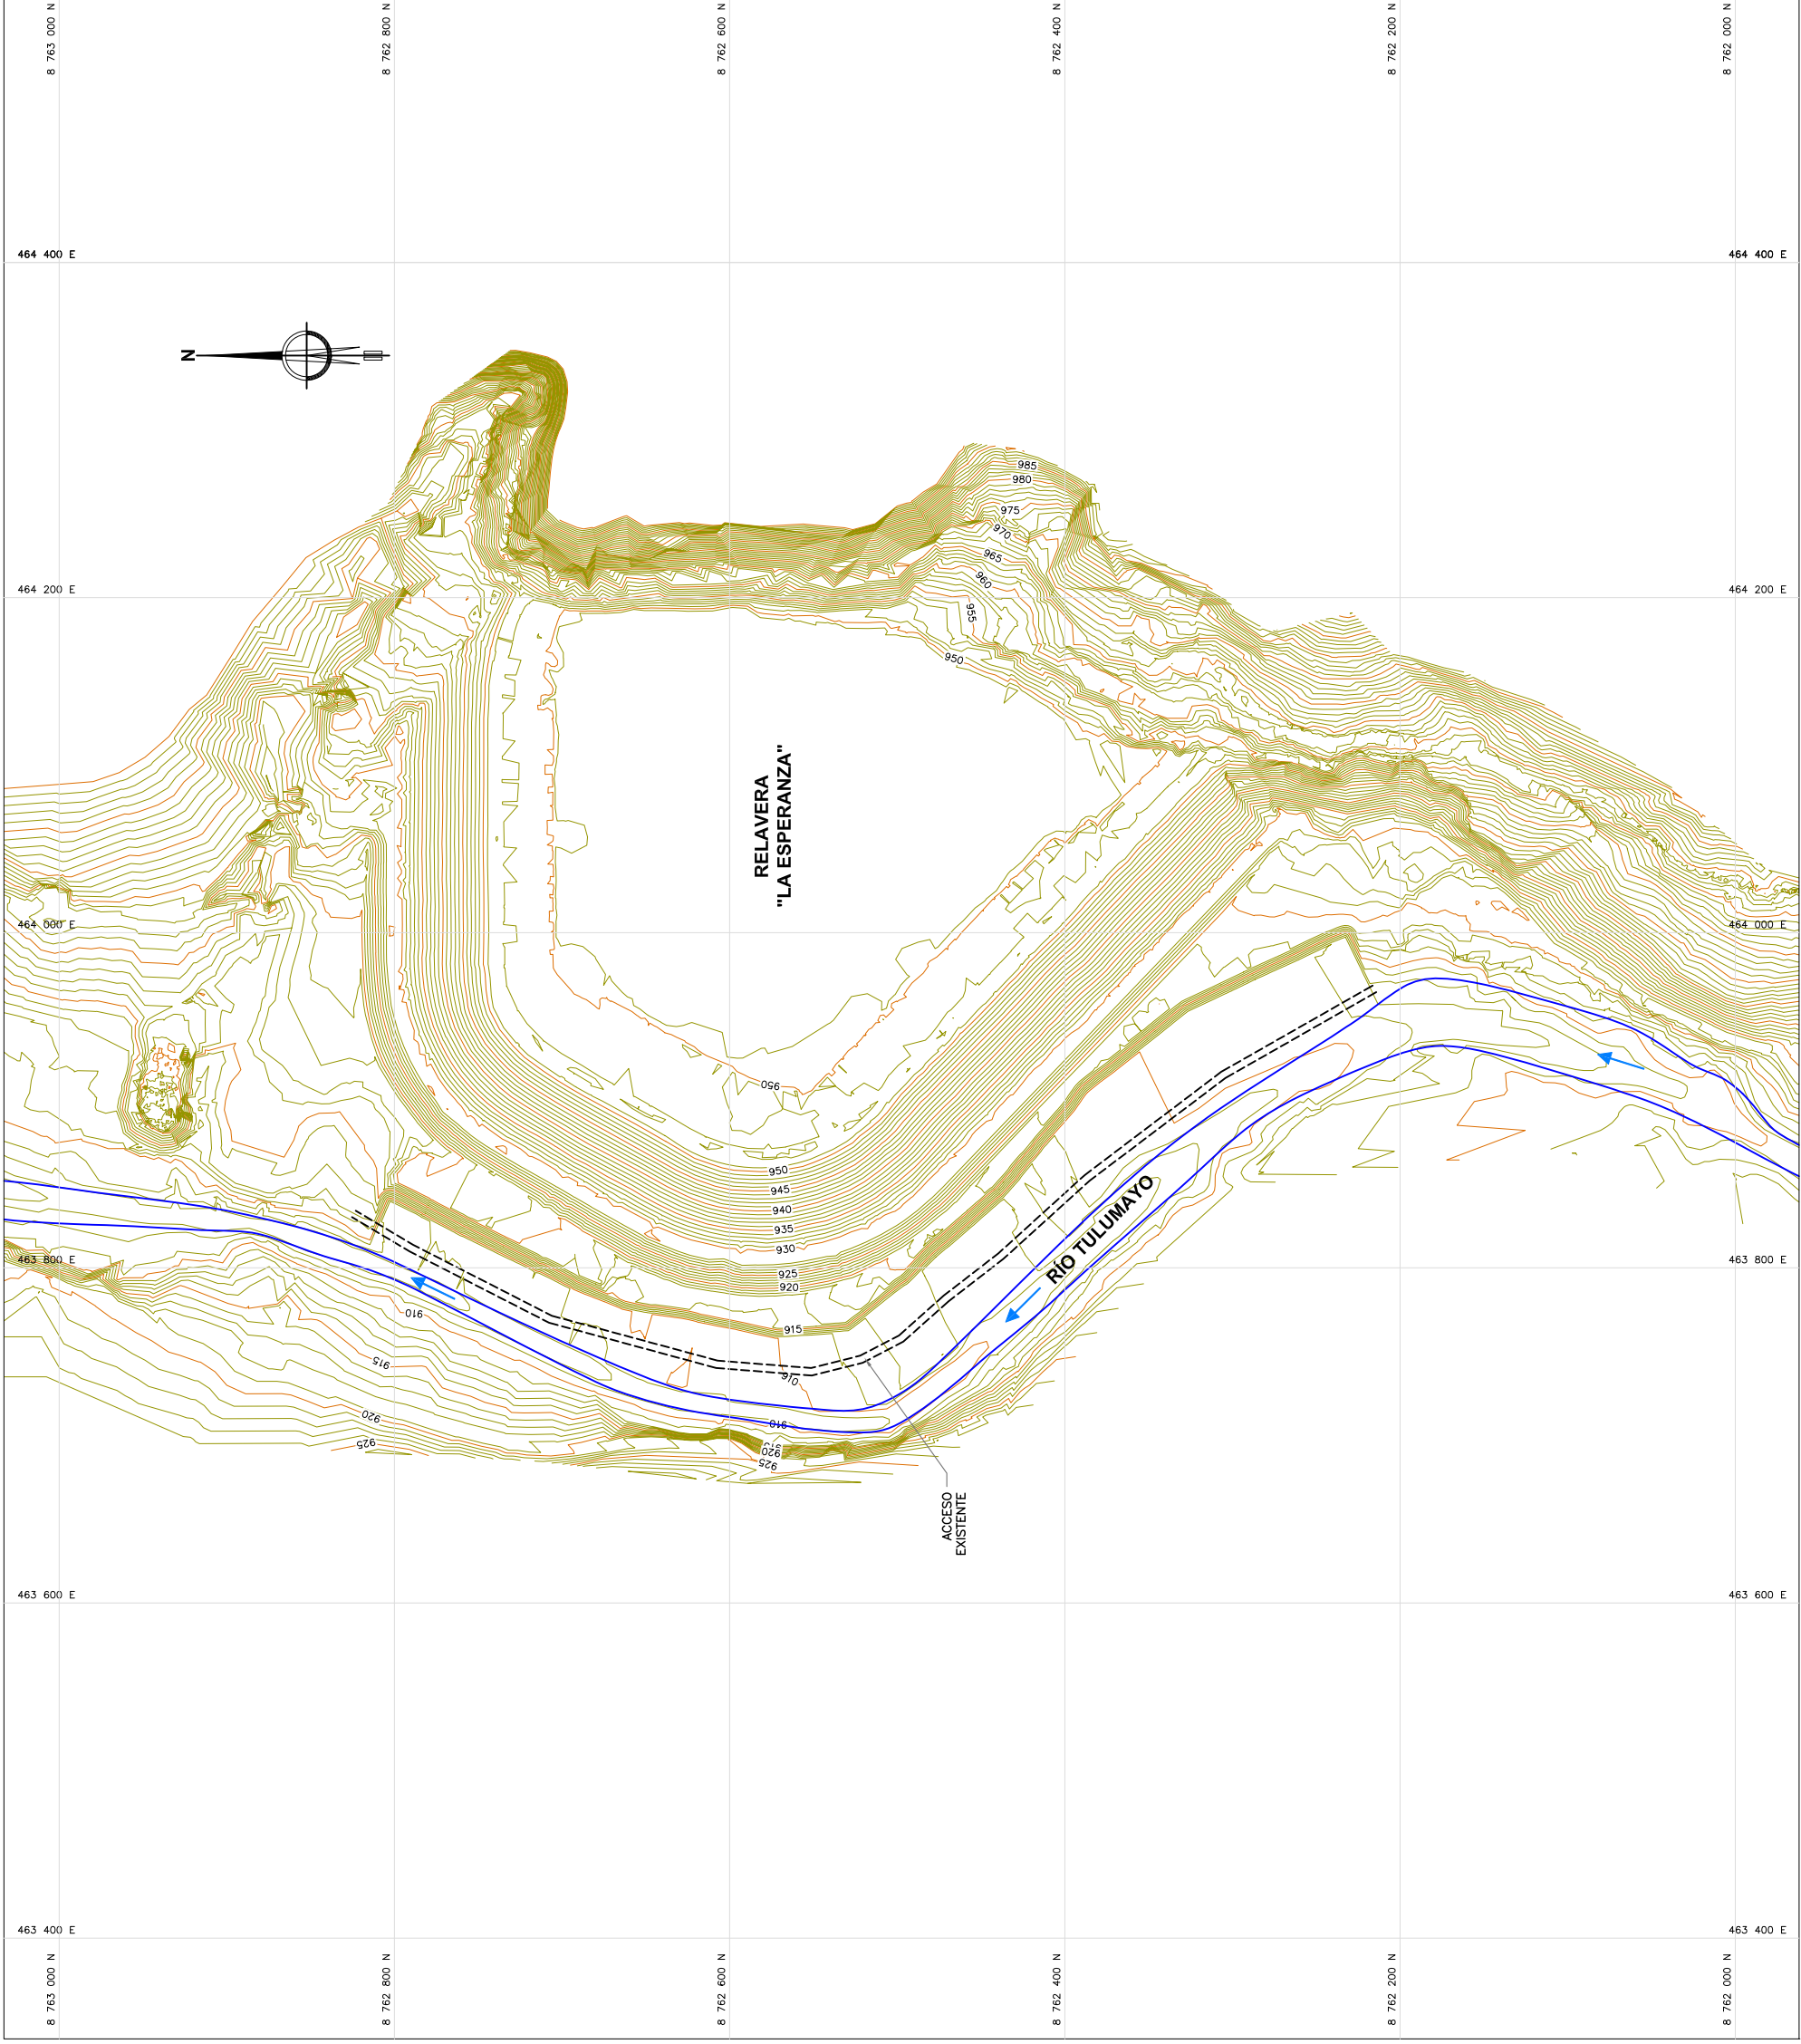 8 763 000 N
8 762 800 N
8 762 600 N
8 762 400 N
8 762 200 N
8 762 000 N
464 400 E
464 400 E
N
985
980
975
970
965
960
955
950
464 200 E
464 200 E
RELAVERA
"LA ESPERANZA"
464 000 E
464 000 E
950
950
945
940
935
930
925
920
915
910
910
RÍO TULUMAYO
463 800 E
463 800 E
910
915
920
925
920
925
ACCESO
EXISTENTE
463 600 E
463 600 E
463 400 E
463 400 E
8 763 000 N
8 762 800 N
8 762 600 N
8 762 400 N
8 762 200 N
8 762 000 N